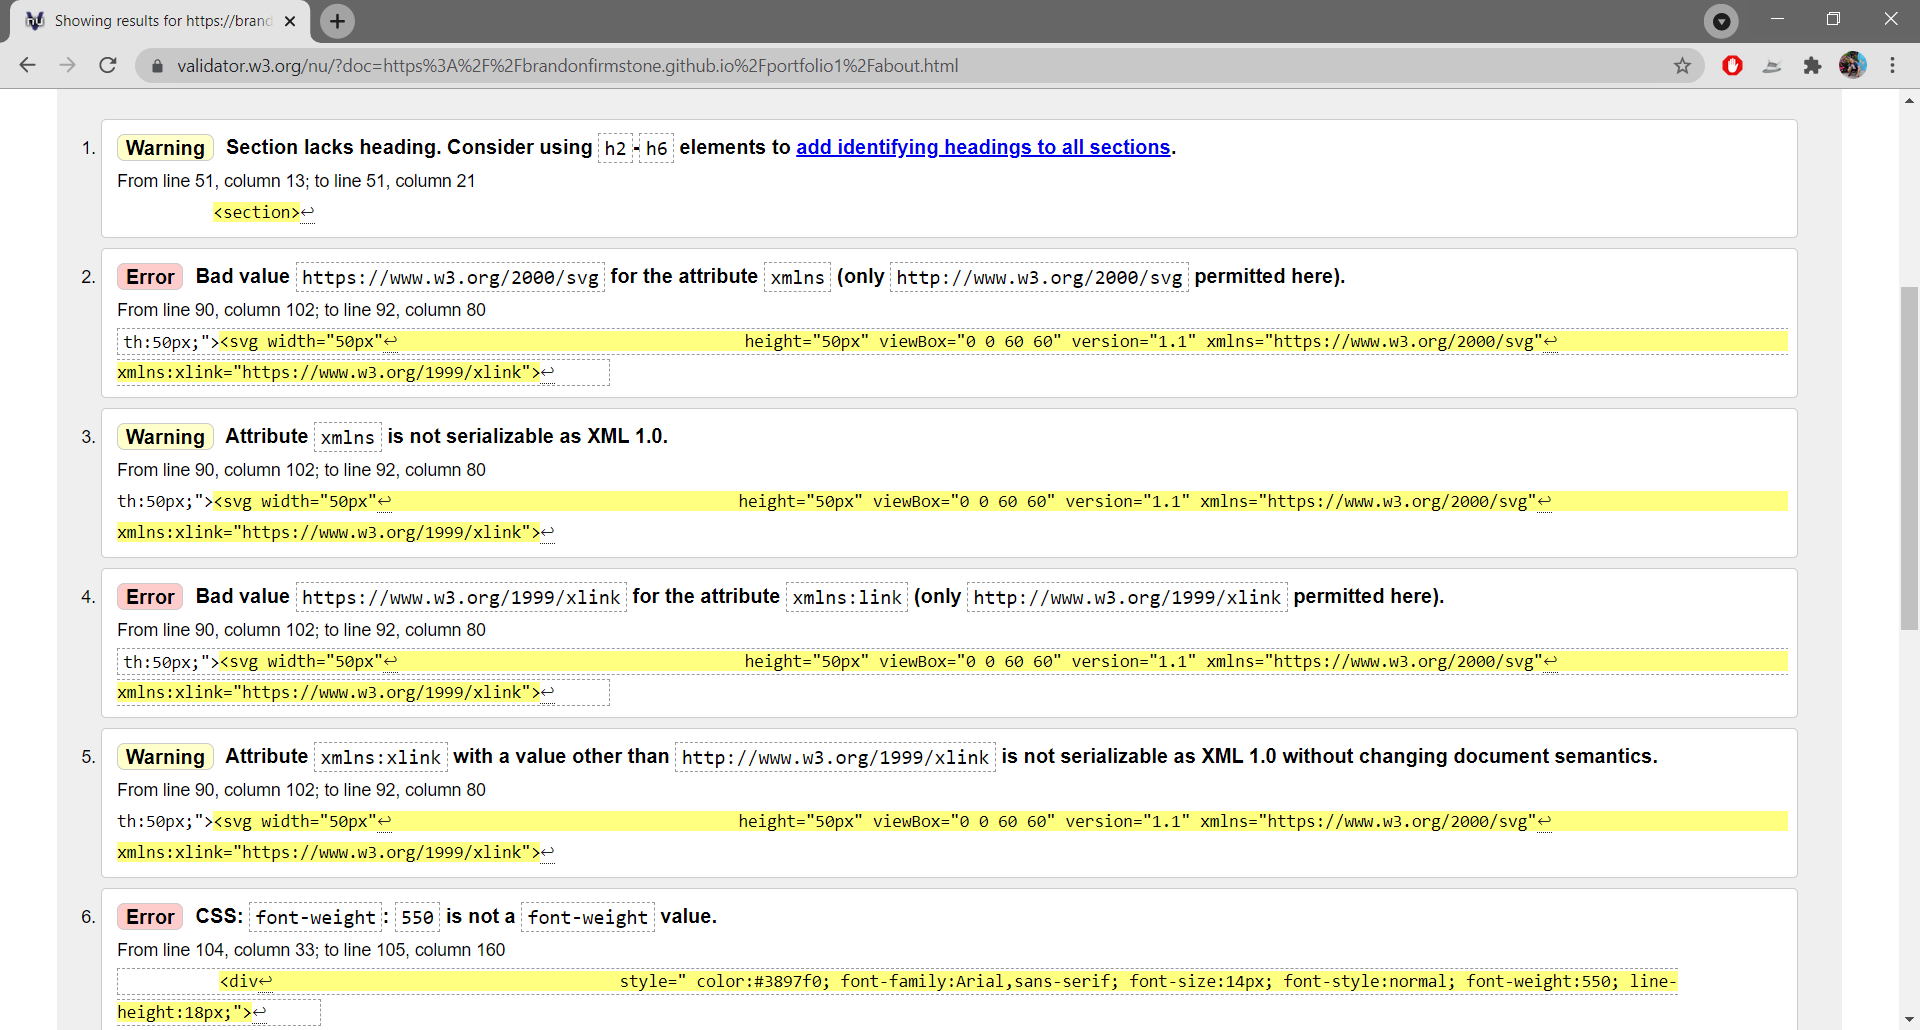 Showing results for https://brand
validator.w3.org/nu/?doc=https%3A%2F%2Fbrandonfirmstone.github.io%2Fportfolio1%2Fabout.html
1. Warning Section lacks heading. Consider using h2-h6 elements to add identifying headings to all sections.
From line 51, column 13; to line 51, column 21
<section>↩
2. Error Bad value https://www.w3.org/2000/svg for the attribute xmlns (only http://www.w3.org/2000/svg permitted here).
From line 90, column 102; to line 92, column 80
th:50px;"><svg width="50px"↩ height="50px" viewBox="0 0 60 60" version="1.1" xmlns="https://www.w3.org/2000/svg"↩
xmlns:xlink="https://www.w3.org/1999/xlink">↩
3. Warning Attribute xmlns is not serializable as XML 1.0.
From line 90, column 102; to line 92, column 80
th:50px;"><svg width="50px"↩ height="50px" viewBox="0 0 60 60" version="1.1" xmlns="https://www.w3.org/2000/svg"↩
xmlns:xlink="https://www.w3.org/1999/xlink">↩
4. Error Bad value https://www.w3.org/1999/xlink for the attribute xmlns:link (only http://www.w3.org/1999/xlink permitted here).
From line 90, column 102; to line 92, column 80
th:50px;"><svg width="50px"↩ height="50px" viewBox="0 0 60 60" version="1.1" xmlns="https://www.w3.org/2000/svg"↩
xmlns:xlink="https://www.w3.org/1999/xlink">↩
5. Warning Attribute xmlns:xlink with a value other than http://www.w3.org/1999/xlink is not serializable as XML 1.0 without changing document semantics.
From line 90, column 102; to line 92, column 80
th:50px;"><svg width="50px"↩ height="50px" viewBox="0 0 60 60" version="1.1" xmlns="https://www.w3.org/2000/svg"↩
xmlns:xlink="https://www.w3.org/1999/xlink">↩
6. Error CSS: font-weight: 550 is not a font-weight value.
From line 104, column 33; to line 105, column 160
<div↩ style=" color:#3897f0; font-family:Arial,sans-serif; font-size:14px; font-style:normal; font-weight:550; line-
height:18px;">↩